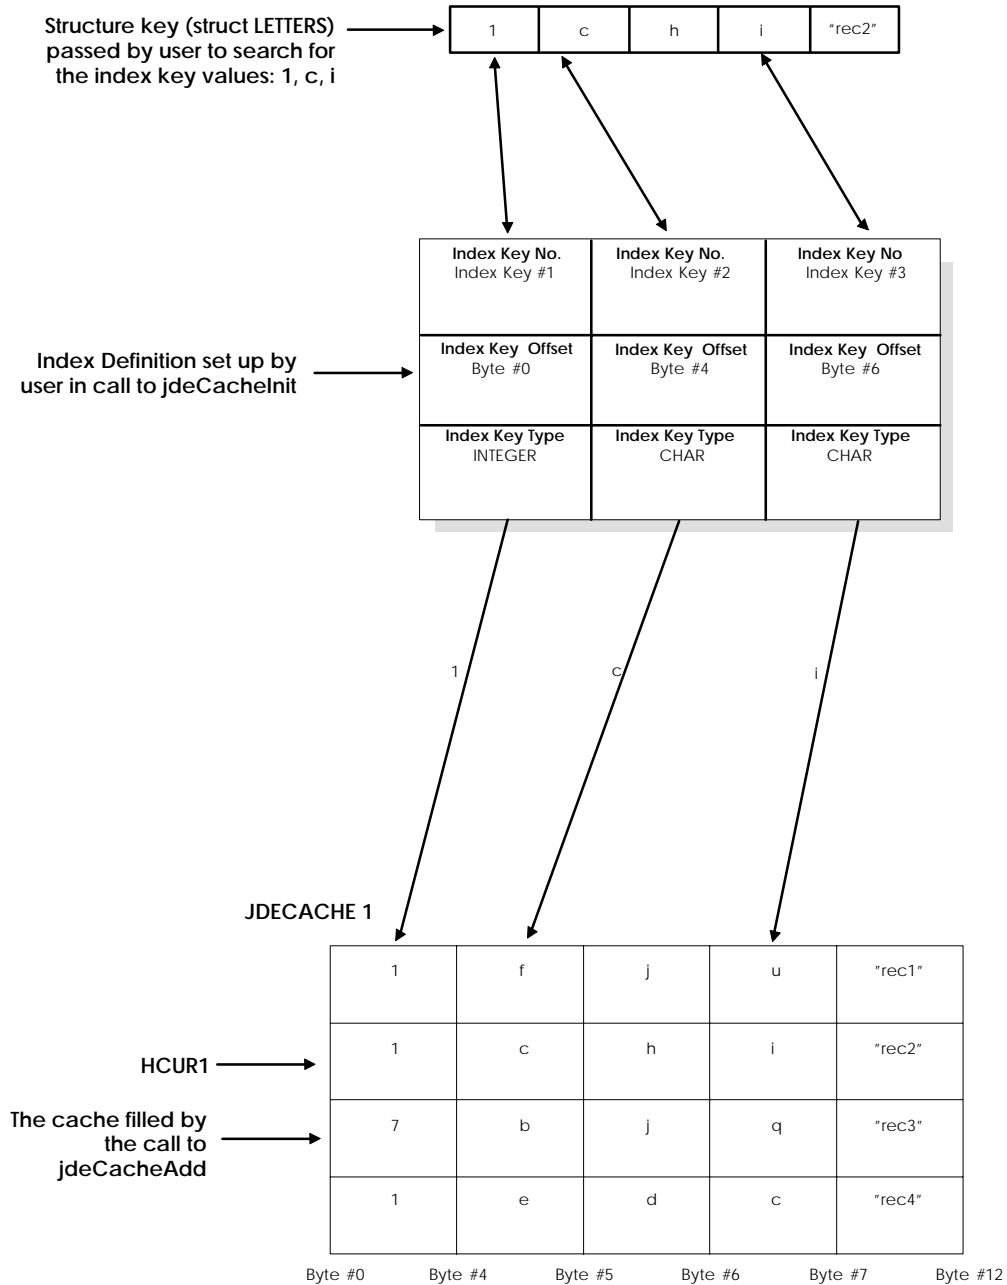 Structure key (struct LETTERS)
passed by user to search for
the index key values: 1, c, i
1 c h i "rec2"
Index Key No. Index Key No. Index Key No
Index Key #1 Index Key #2 Index Key #3
Index Definition set up by
user in call to jdeCacheInit
Index Key Offset Index Key Offset Index Key Offset
Byte #0 Byte #4 Byte #6
Index Key Type Index Key Type Index Key Type
INTEGER CHAR CHAR
1 c i
JDECACHE 1
1 f j u "rec1"
HCUR1
1 c h i "rec2"
The cache filled by
the call to
jdeCacheAdd
7 b j q "rec3"
1 e d c "rec4"
Byte #0 Byte #4 Byte #5 Byte #6 Byte #7 Byte #12